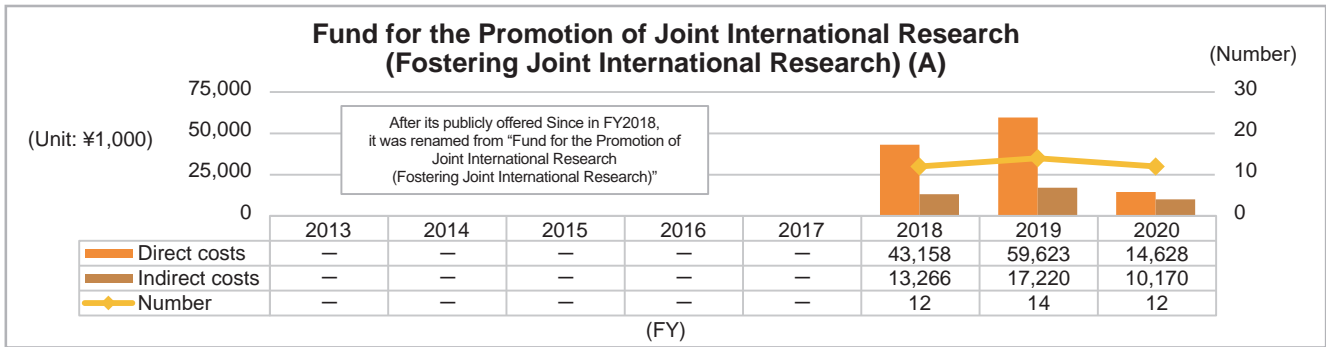 Fund for the Promotion of Joint International Research
(Fostering Joint International Research) (A)
(Number)
(Unit: ¥1,000)
75,000
50,000
25,000
0
30
20
10
0
After its publicly offered Since in FY2018,
it was renamed from “Fund for the Promotion of
Joint International Research
(Fostering Joint International Research)”
2013 2014 2015 2016 2017 2018 2019 2020
Direct costs — — — — — 43,158 59,623 14,628
Indirect costs — — — — — 13,266 17,220 10,170
Number — — — — — 12 14 12
(FY)